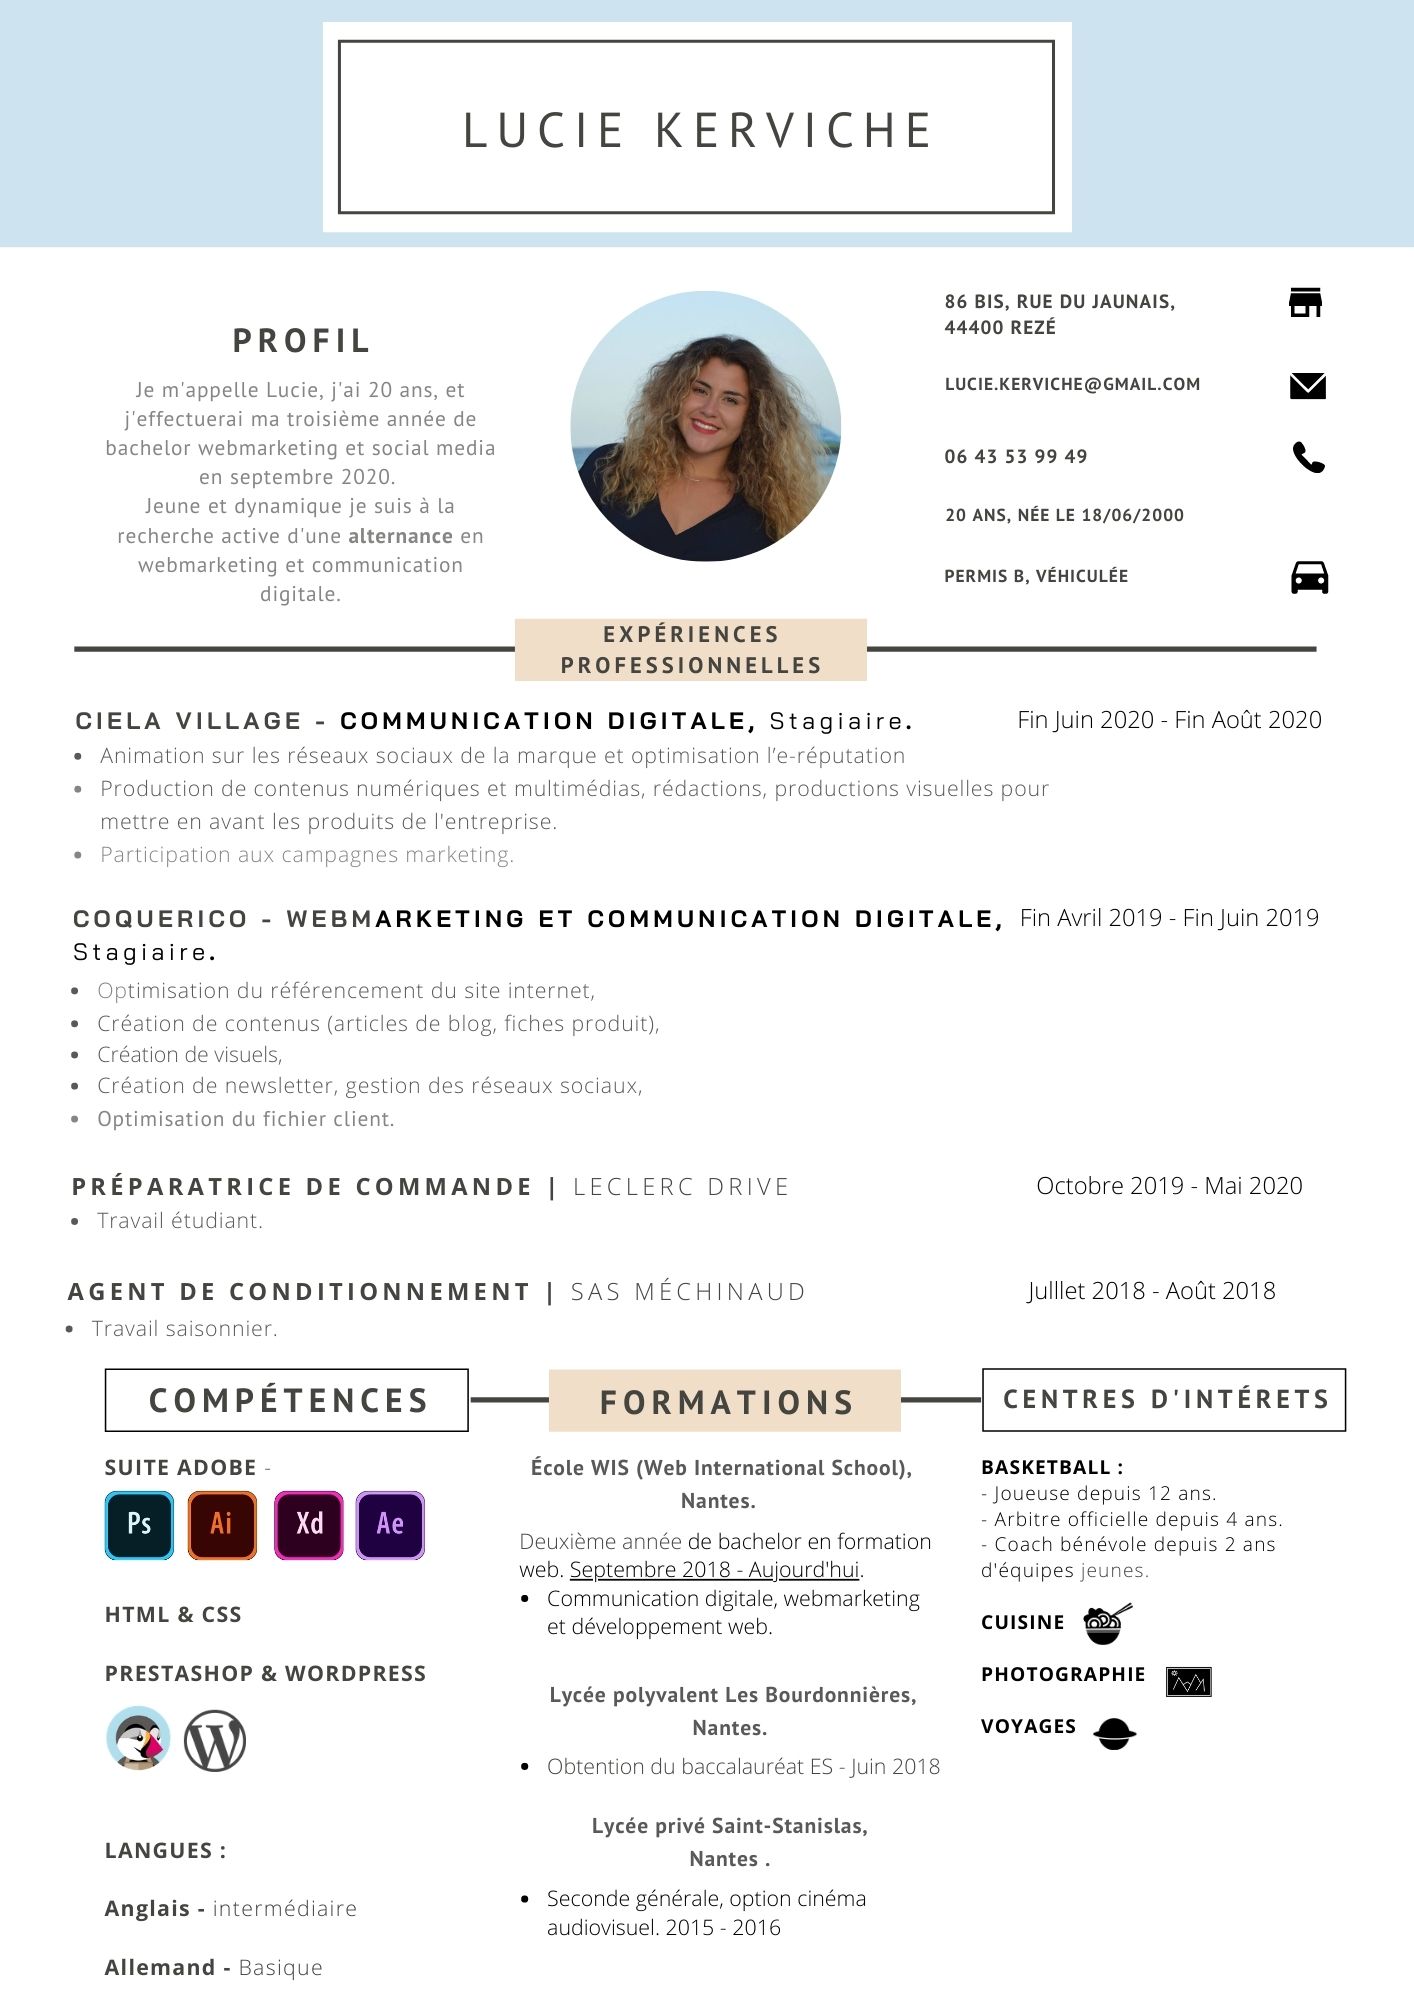 LUCIE KERVICHE
PROFIL
Je m'appelle Lucie, j'ai 20 ans, et
j'effectuerai ma troisième année de
bachelor webmarketing et social media
en septembre 2020.
Jeune et dynamique je suis à la
recherche active d'une alternance en
webmarketing et communication
digitale.
86 BIS, RUE DU JAUNAIS,
44400 REZÉ
LUCIE.KERVICHE@GMAIL.COM
06 43 53 99 49
20 ANS, NÉE LE 18/06/2000
PERMIS B, VÉHICULÉE
EXPÉRIENCES
PROFESSIONNELLES
CIELA VILLAGE - COMMUNICATION DIGITALE, Stagiaire. Fin Juin 2020 - Fin Août 2020
• Animation sur les réseaux sociaux de la marque et optimisation l'e-réputation
• Production de contenus numériques et multimédias, rédactions, productions visuelles pour
mettre en avant les produits de l'entreprise.
• Participation aux campagnes marketing.
COQUERICO - WEBMARKETING ET COMMUNICATION DIGITALE, Fin Avril 2019 - Fin Juin 2019
Stagiaire.
• Optimisation du référencement du site internet,
• Création de contenus (articles de blog, fiches produit),
• Création de visuels,
• Création de newsletter, gestion des réseaux sociaux,
• Optimisation du fichier client.
PRÉPARATRICE DE COMMANDE | LECLERC DRIVE Octobre 2019 - Mai 2020
• Travail étudiant.
AGENT DE CONDITIONNEMENT | SAS MÉCHINAUD Julllet 2018 - Août 2018
• Travail saisonnier.
COMPÉTENCES
SUITE ADOBE -
Ps Ai Xd Ae
HTML & CSS
PRESTASHOP & WORDPRESS
W
LANGUES :
Anglais - intermédiaire
Allemand - Basique
FORMATIONS
École WIS (Web International School),
Nantes.
Deuxième année de bachelor en formation
web. Septembre 2018 - Aujourd'hui.
• Communication digitale, webmarketing
et développement web.
Lycée polyvalent Les Bourdonnières,
Nantes.
• Obtention du baccalauréat ES - Juin 2018
Lycée privé Saint-Stanislas,
Nantes .
• Seconde générale, option cinéma
audiovisuel. 2015 - 2016
CENTRES D'INTÉRETS
BASKETBALL :
- Joueuse depuis 12 ans.
- Arbitre officielle depuis 4 ans.
- Coach bénévole depuis 2 ans
d'équipes jeunes.
CUISINE
PHOTOGRAPHIE
VOYAGES